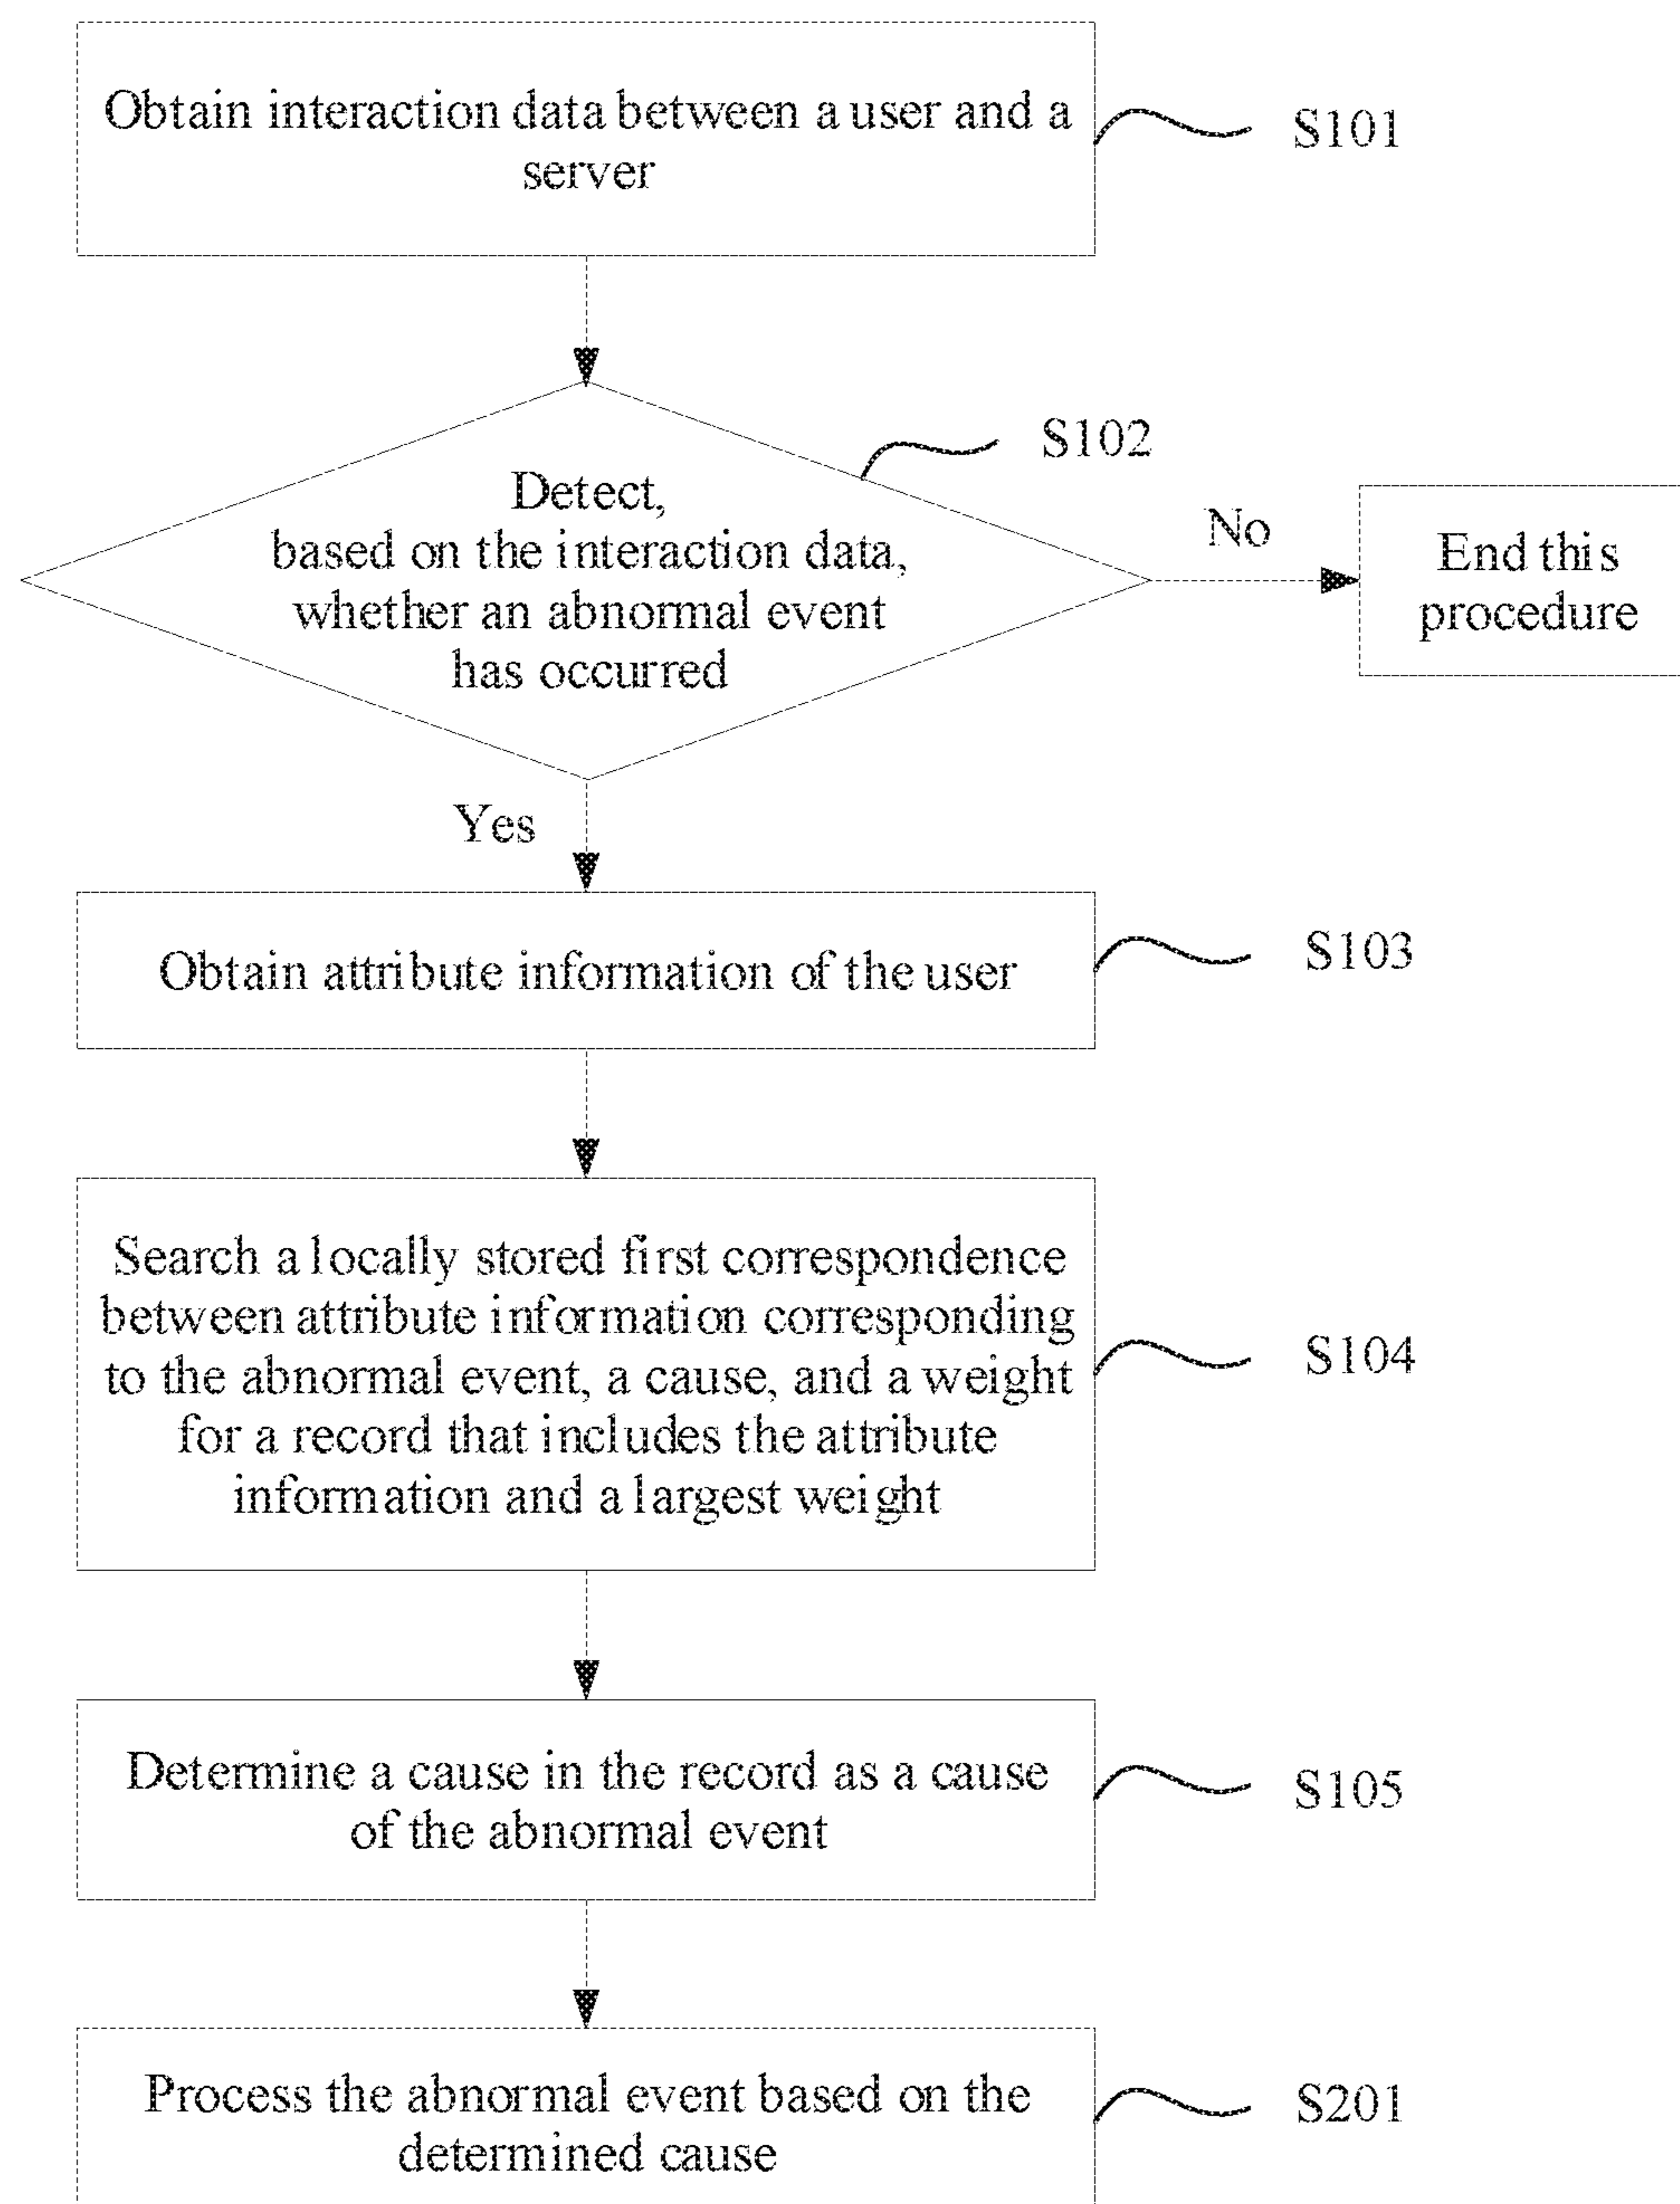 Obtain interaction data between a user and a
server
S101
S102
Detect,
based on the interaction data,
whether an abnormal event
has occurred
No
End this
procedure
Yes
Obtain attribute information of the user
S103
Search a locally stored first correspondence
between attribute information corresponding
to the abnormal event, a cause, and a weight
for a record that includes the attribute
information and a largest weight
S104
Determine a cause in the record as a cause
of the abnormal event
S105
Process the abnormal event based on the
determined cause
S201